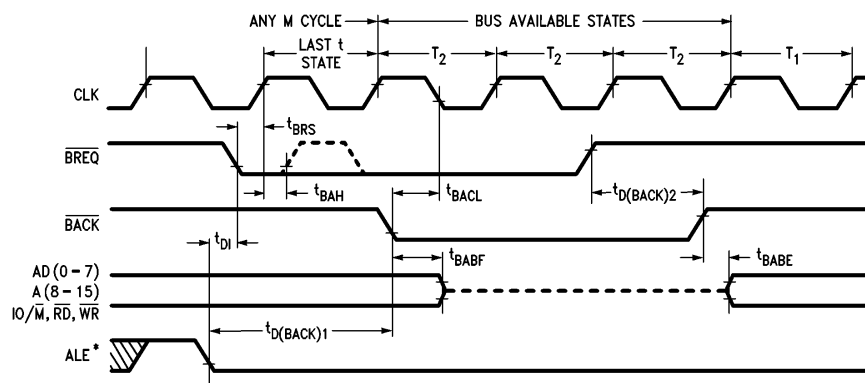 ANY M CYCLE BUS AVAILABLE STATES
LAST t STATE T2 T2 T2 T1
CLK
tBRS
BREQ
tBAH tBACL tD(BACK)2
BACK
tDI tBABF tBABE
AD(0-7)
A(8-15)
IO/M, RD, WR
tD(BACK)1
ALE*